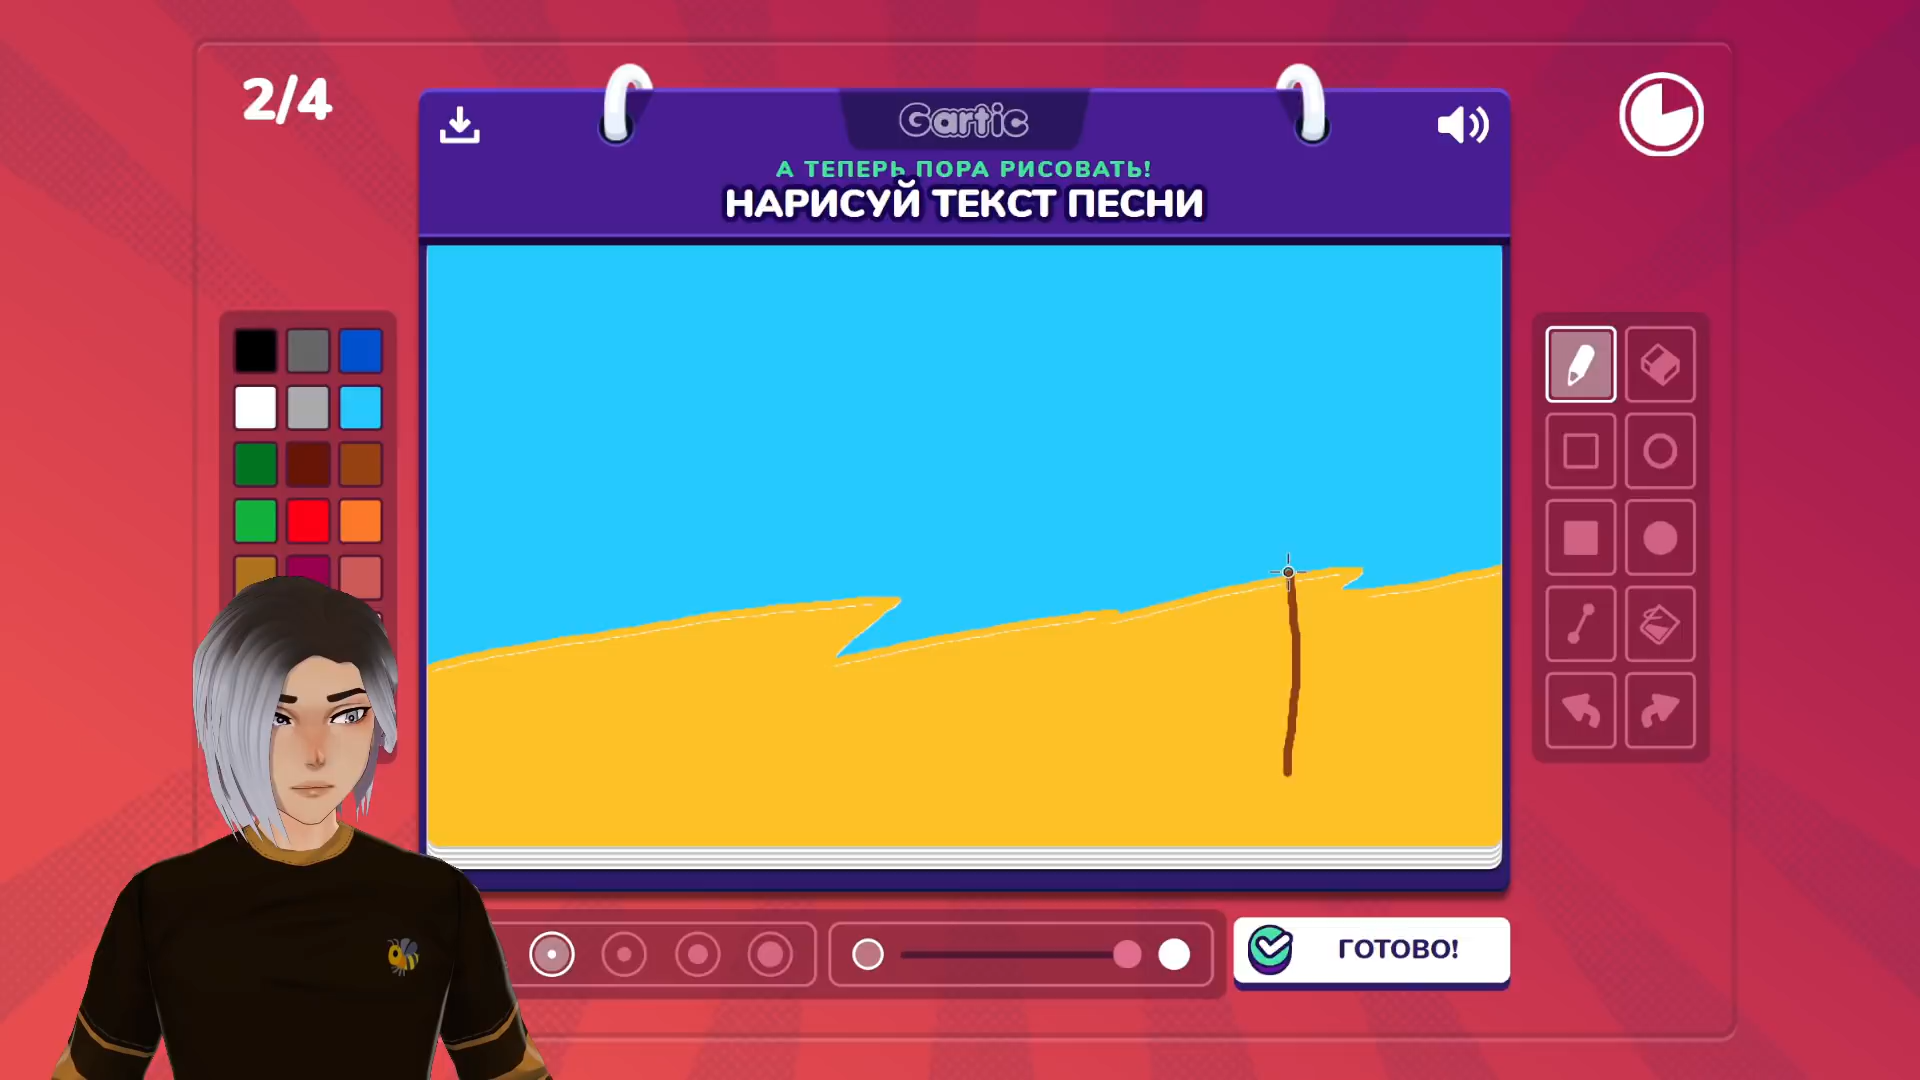 2/4
Gartic
А ТЕПЕРЬ ПОРА РИСОВАТЬ!
НАРИСУЙ ТЕКСТ ПЕСНИ
ГОТОВО!